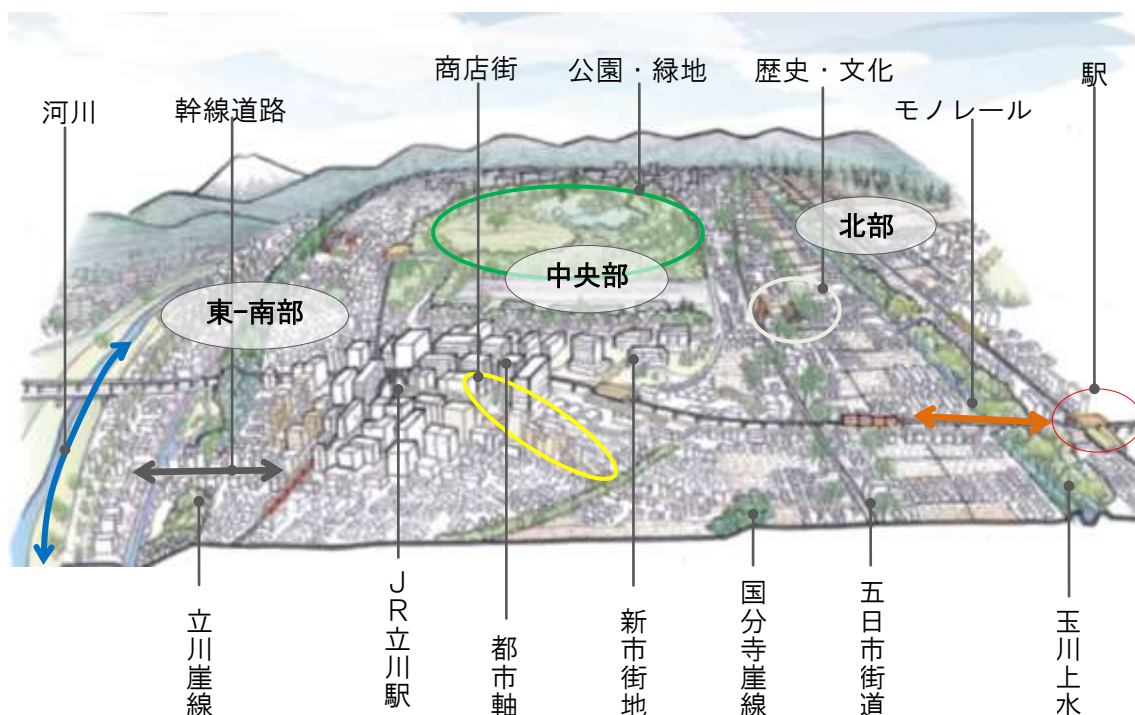 商店街
公園・緑地
歴史・文化
駅
河川
幹線道路
モノレール
北部
中央部
東−南部
立川崖線
ＪＲ立川駅
都市軸
新市街地
国分寺崖線
五日市街道
玉川上水